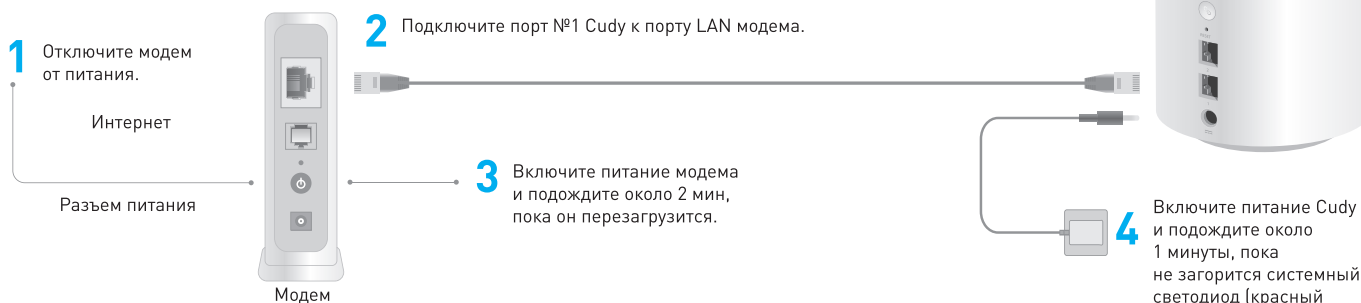 1
Отключите модем
от питания.
Интернет
Разъем питания
Модем
2
Подключите порт №1 Cudy к порту LAN модема.
3
Включите питание модема
и подождите около 2 мин,
пока он перезагрузится.
4
Включите питание Cudy
и подождите около
1 минуты, пока
не загорится системный
светодиод (красный